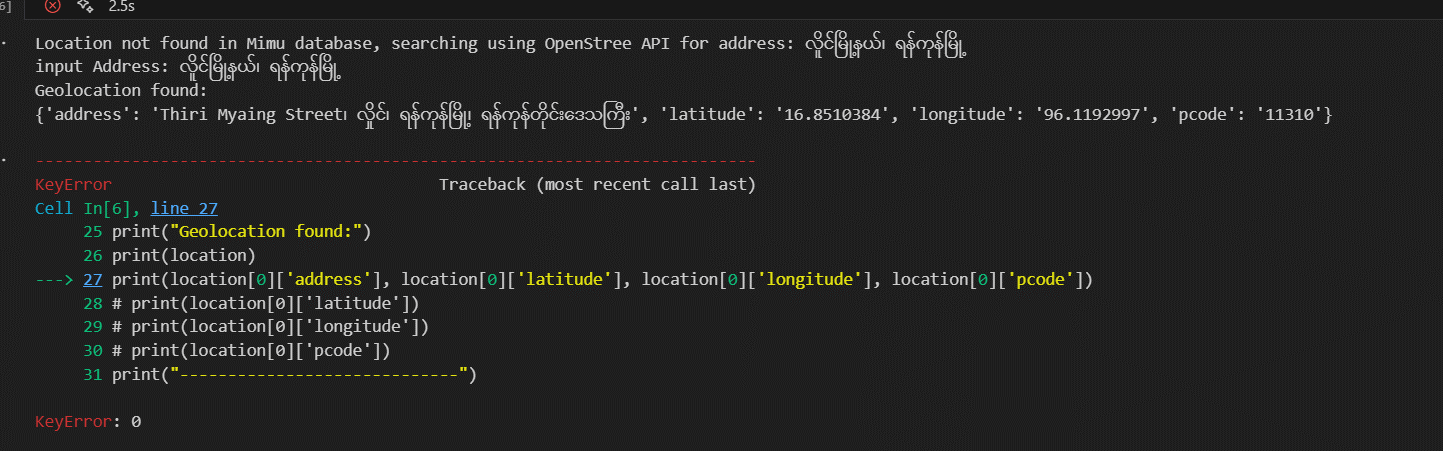 6]
2.5s
Location not found in Mimu database, searching using OpenStree API for address: လှိုင်မြို့နယ်၊ ရန်ကုန်မြို့
input Address: လှိုင်မြို့နယ်၊ ရန်ကုန်မြို့
Geolocation found:
{'address': 'Thiri Myaing Street၊ လှိုင်၊ ရန်ကုန်မြို့၊ ရန်ကုန်တိုင်းဒေသကြီး', 'latitude': '16.8510384', 'longitude': '96.1192997', 'pcode': '11310'}
---------------------------------------------------------------------------
KeyError                                  Traceback (most recent call last)
Cell In[6], line 27
     25 print("Geolocation found:")
     26 print(location)
---> 27 print(location[0]['address'], location[0]['latitude'], location[0]['longitude'], location[0]['pcode'])
     28 # print(location[0]['latitude'])
     29 # print(location[0]['longitude'])
     30 # print(location[0]['pcode'])
     31 print("-----------------------------")
KeyError: 0